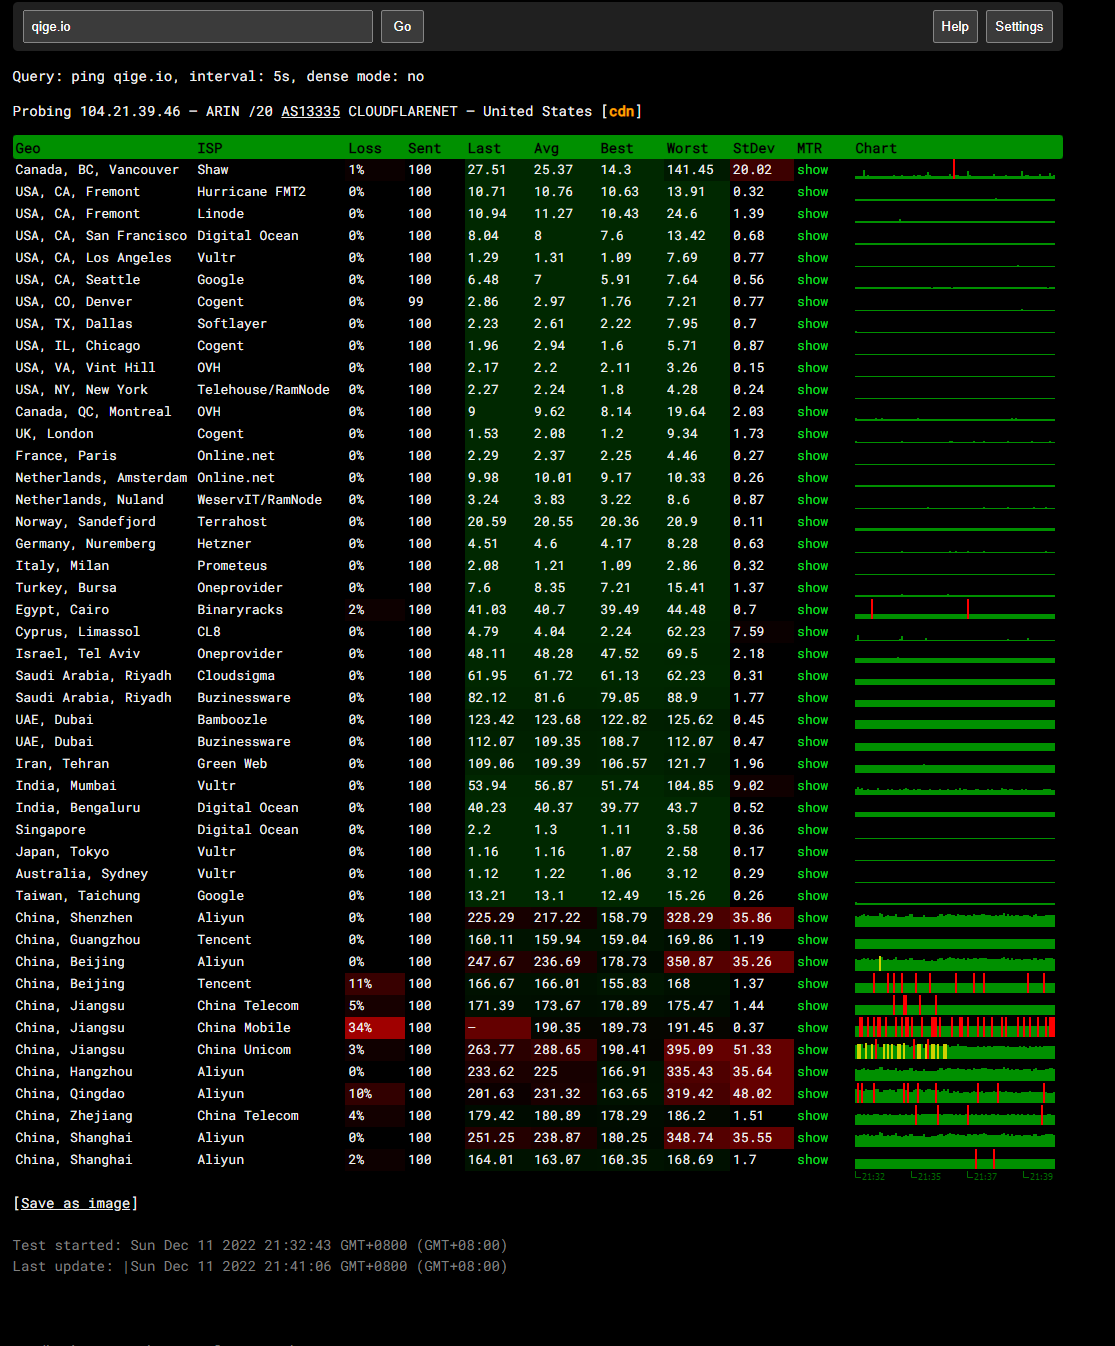 qige.io Go Help Settings
Query: ping qige.io, interval: 5s, dense mode: no
Probing 104.21.39.46 — ARIN /20 AS13335 CLOUDFLARENET — United States [cdn]
Geo ISP Loss Sent Last Avg Best Worst StDev MTR Chart
Canada, BC, Vancouver Shaw 1% 100 27.51 25.37 14.3 141.45 20.02 show
USA, CA, Fremont Hurricane FMT2 0% 100 10.71 10.76 10.63 13.91 0.32 show
USA, CA, Fremont Linode 0% 100 10.94 11.27 10.43 24.6 1.39 show
USA, CA, San Francisco Digital Ocean 0% 100 8.04 8 7.6 13.42 0.68 show
USA, CA, Los Angeles Vultr 0% 100 1.29 1.31 1.09 7.69 0.77 show
USA, CA, Seattle Google 0% 100 6.48 7 5.91 7.64 0.56 show
USA, CO, Denver Cogent 0% 99 2.86 2.97 1.76 7.21 0.77 show
USA, TX, Dallas Softlayer 0% 100 2.23 2.61 2.22 7.95 0.7 show
USA, IL, Chicago Cogent 0% 100 1.96 2.94 1.6 5.71 0.87 show
USA, VA, Vint Hill OVH 0% 100 2.17 2.2 2.11 3.26 0.15 show
USA, NY, New York Telehouse/RamNode 0% 100 2.27 2.24 1.8 4.28 0.24 show
Canada, QC, Montreal OVH 0% 100 9 9.62 8.14 19.64 2.03 show
UK, London Cogent 0% 100 1.53 2.08 1.2 9.34 1.73 show
France, Paris Online.net 0% 100 2.29 2.37 2.25 4.46 0.27 show
Netherlands, Amsterdam Online.net 0% 100 9.98 10.01 9.17 10.33 0.26 show
Netherlands, Nuland WeservIT/RamNode 0% 100 3.24 3.83 3.22 8.6 0.87 show
Norway, Sandefjord Terrahost 0% 100 20.59 20.55 20.36 20.9 0.11 show
Germany, Nuremberg Hetzner 0% 100 4.51 4.6 4.17 8.28 0.63 show
Italy, Milan Prometeus 0% 100 2.08 1.21 1.09 2.86 0.32 show
Turkey, Bursa Oneprovider 0% 100 7.6 8.35 7.21 15.41 1.37 show
Egypt, Cairo Binaryracks 2% 100 41.03 40.7 39.49 44.48 0.7 show
Cyprus, Limassol CL8 0% 100 4.79 4.04 2.24 62.23 7.59 show
Israel, Tel Aviv Oneprovider 0% 100 48.11 48.28 47.52 69.5 2.18 show
Saudi Arabia, Riyadh Cloudsigma 0% 100 61.95 61.72 61.13 62.23 0.31 show
Saudi Arabia, Riyadh Buzinessware 0% 100 82.12 81.6 79.05 88.9 1.77 show
UAE, Dubai Bamboozle 0% 100 123.42 123.68 122.82 125.62 0.45 show
UAE, Dubai Buzinessware 0% 100 112.07 109.35 108.7 112.07 0.47 show
Iran, Tehran Green Web 0% 100 109.06 109.39 106.57 121.7 1.96 show
India, Mumbai Vultr 0% 100 53.94 56.87 51.74 104.85 9.02 show
India, Bengaluru Digital Ocean 0% 100 40.23 40.37 39.77 43.7 0.52 show
Singapore Digital Ocean 0% 100 2.2 1.3 1.11 3.58 0.36 show
Japan, Tokyo Vultr 0% 100 1.16 1.16 1.07 2.58 0.17 show
Australia, Sydney Vultr 0% 100 1.12 1.22 1.06 3.12 0.29 show
Taiwan, Taichung Google 0% 100 13.21 13.1 12.49 15.26 0.26 show
China, Shenzhen Aliyun 0% 100 225.29 217.22 158.79 328.29 35.86 show
China, Guangzhou Tencent 0% 100 160.11 159.94 159.04 169.86 1.19 show
China, Beijing Aliyun 0% 100 247.67 236.69 178.73 350.87 35.26 show
China, Beijing Tencent 11% 100 166.67 166.01 155.83 168 1.37 show
China, Jiangsu China Telecom 5% 100 171.39 173.67 170.89 175.47 1.44 show
China, Jiangsu China Mobile 34% 100 — 190.35 189.73 191.45 0.37 show
China, Jiangsu China Unicom 3% 100 263.77 288.65 190.41 395.09 51.33 show
China, Hangzhou Aliyun 0% 100 233.62 225 166.91 335.43 35.64 show
China, Qingdao Aliyun 10% 100 201.63 231.32 163.65 319.42 48.02 show
China, Zhejiang China Telecom 4% 100 179.42 180.89 178.29 186.2 1.51 show
China, Shanghai Aliyun 0% 100 251.25 238.87 180.25 348.74 35.55 show
China, Shanghai Aliyun 2% 100 164.01 163.07 160.35 168.69 1.7 show
21:32 21:35 21:37 21:39
[Save as image]
Test started: Sun Dec 11 2022 21:32:43 GMT+0800 (GMT+08:00)
Last update: |Sun Dec 11 2022 21:41:06 GMT+0800 (GMT+08:00)